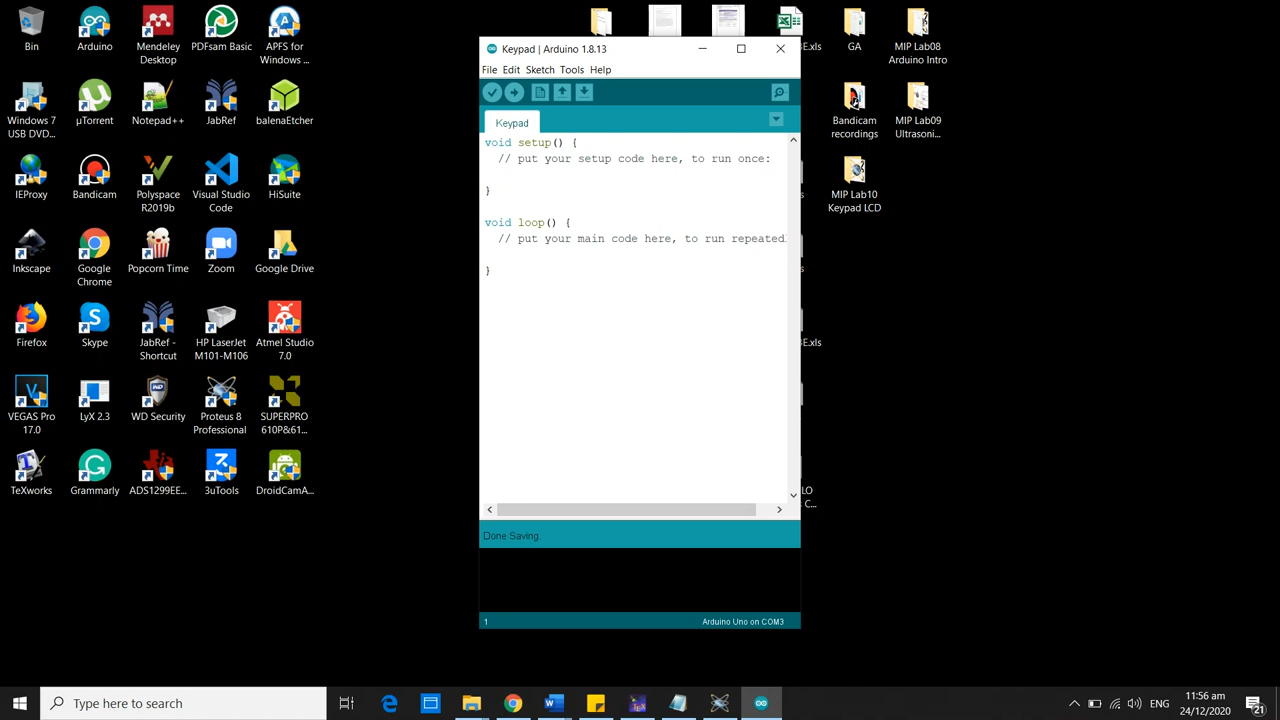 Keypad | Arduino 1.8.13
File Edit Sketch Tools Help
Keypad
void setup() {
// put your setup code here, to run once:
}
void loop() {
// put your main code here, to run repeatedl
}
Done Saving.
1
Arduino Uno on COM3
Bin
Arduino
Mendeley
Desktop
PDFsam Basic
APFS for
Windows ...
Windows 7
USB DVD...
µTorrent
Notepad++
JabRef
balenaEtcher
IEProxy
Bandicam
Polyspace
R2019b
Visual Studio
Code
HiSuite
Inkscape
Google
Chrome
Popcorn Time
Zoom
Google Drive
Firefox
Skype
JabRef -
Shortcut
HP LaserJet
M101-M106
Atmel Studio
7.0
VEGAS Pro
17.0
LyX 2.3
WD Security
Proteus 8
Professional
SUPERPRO
610P&61...
TeXworks
Grammarly
ADS1299EE...
3uTools
DroidCamA...
GA
MIP Lab08
Arduino Intro
Bandicam
recordings
MIP Lab09
Ultrasoni...
MIP Lab10
Keypad LCD
E.xls
s
s
BE.xls
LO
s C...
Type here to search
ENG
11:56 am
24/12/2020
21